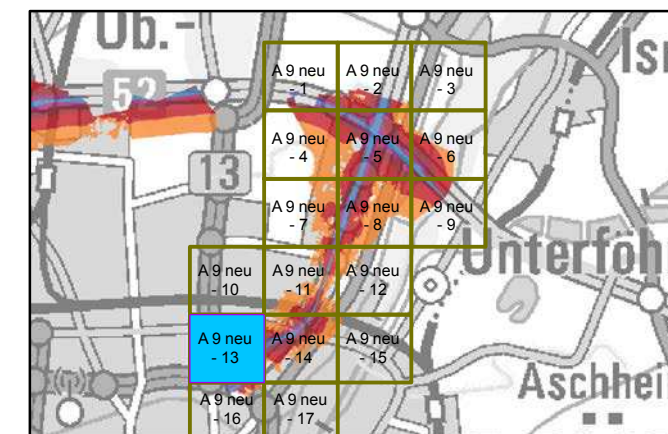 Ob.-
Isr
52
A 9 neu
- 1
A 9 neu
- 2
A 9 neu
- 3
A 9 neu
- 4
A 9 neu
- 5
A 9 neu
- 6
13
A 9 neu
- 7
A 9 neu
- 8
A 9 neu
- 9
Unterföh
A 9 neu
- 10
A 9 neu
- 11
A 9 neu
- 12
A 9 neu
- 13
A 9 neu
- 14
A 9 neu
- 15
Aschhei
A 9 neu
- 16
A 9 neu
- 17